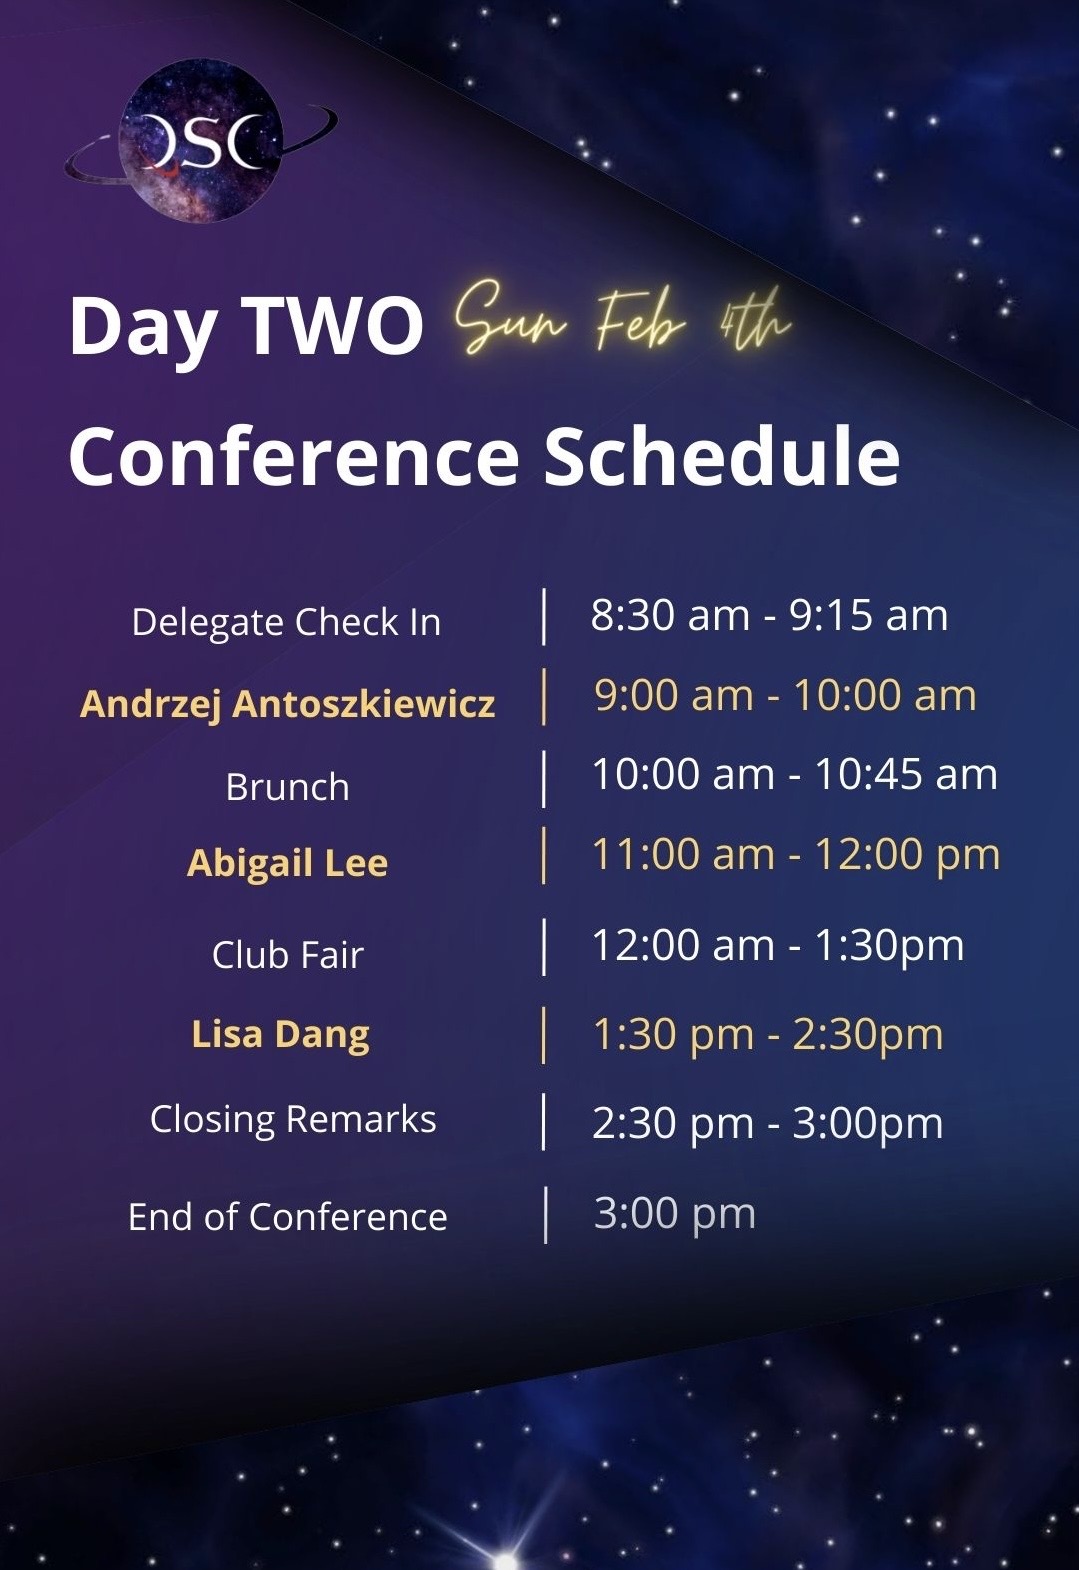 QSC
Day TWO Sun Feb 4th
Conference Schedule
Delegate Check In | 8:30 am - 9:15 am
Andrzej Antoszkiewicz | 9:00 am - 10:00 am
Brunch | 10:00 am - 10:45 am
Abigail Lee | 11:00 am - 12:00 pm
Club Fair | 12:00 am - 1:30pm
Lisa Dang | 1:30 pm - 2:30pm
Closing Remarks | 2:30 pm - 3:00pm
End of Conference | 3:00 pm